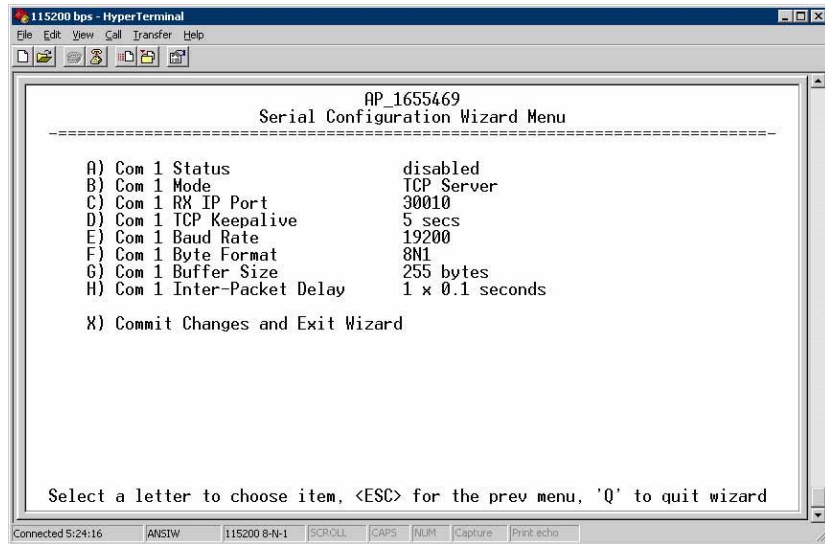 115200 bps - HyperTerminal
File Edit View Call Transfer Help
AP_1655469
Serial Configuration Wizard Menu
-==========================================================================-
A) Com 1 Status disabled
B) Com 1 Mode TCP Server
C) Com 1 RX IP Port 30010
D) Com 1 TCP Keepalive 5 secs
E) Com 1 Baud Rate 19200
F) Com 1 Byte Format 8N1
G) Com 1 Buffer Size 255 bytes
H) Com 1 Inter-Packet Delay 1 x 0.1 seconds
X) Commit Changes and Exit Wizard
Select a letter to choose item, <ESC> for the prev menu, 'Q' to quit wizard
Connected 5:24:16 ANSIW 115200 8-N-1 SCROLL CAPS NUM Capture Print echo